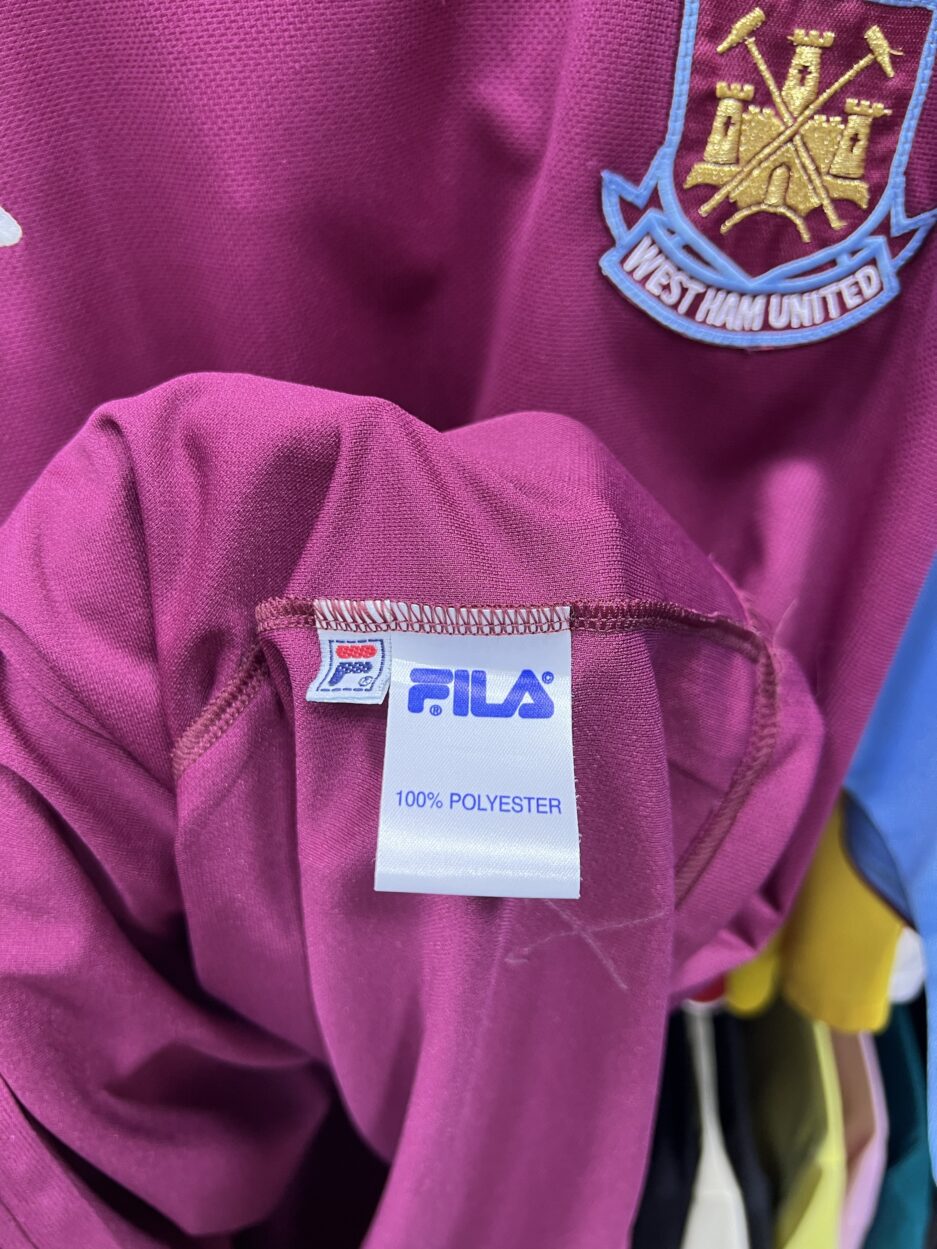 WEST HAM UNITED
F
FILA®©
100% POLYESTER